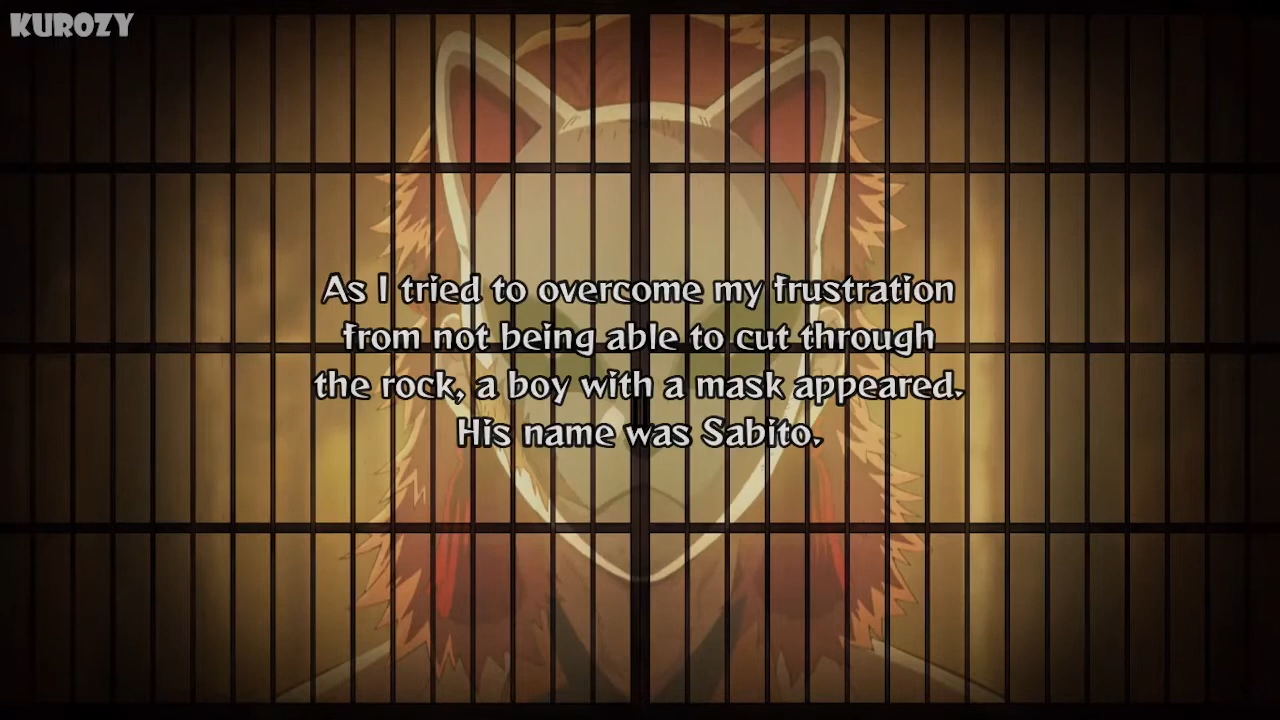 KUROZY
As I tried to overcome my frustration
from not being able to cut through
the rock, a boy with a mask appeared.
His name was Sabito.